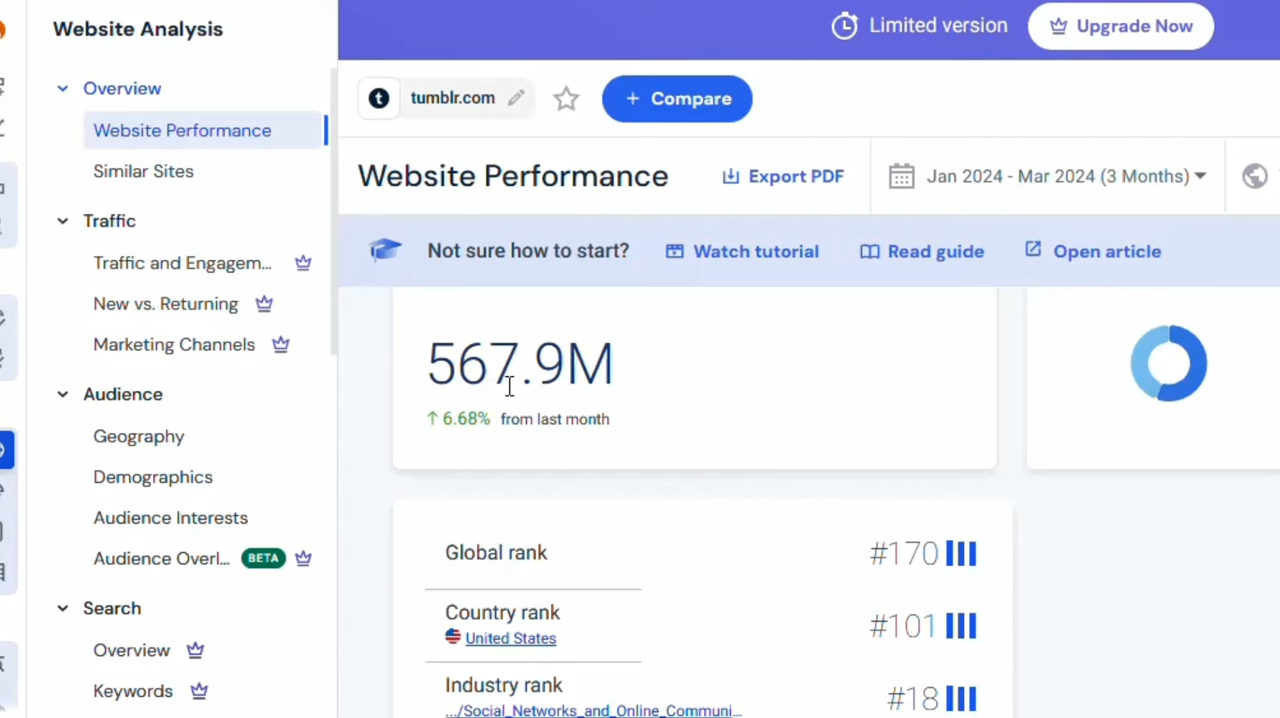 Website Analysis
Limited version
Upgrade Now
Overview
tumblr.com
+ Compare
Website Performance
Similar Sites
Website Performance
Export PDF
Jan 2024 - Mar 2024 (3 Months)
Traffic
Not sure how to start?
Watch tutorial
Read guide
Open article
Traffic and Engagem...
New vs. Returning
Marketing Channels
567.9M
↑ 6.68% from last month
Audience
Geography
Demographics
Audience Interests
Audience Overl... BETA
Global rank
#170
Country rank
United States
#101
Search
Overview
Keywords
Industry rank
#18
.../Social_Networks_and_Online_Communi...